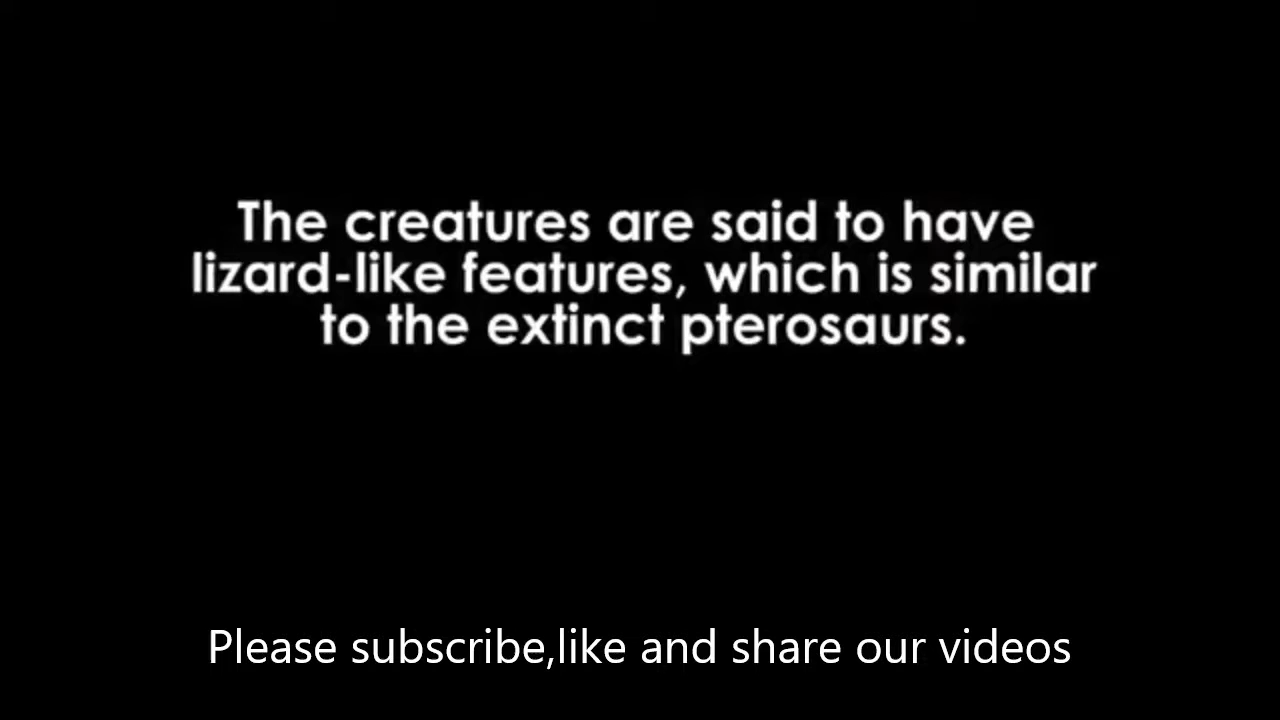 The creatures are said to have
lizard-like features, which is similar
to the extinct pterosaurs.
Please subscribe,like and share our videos